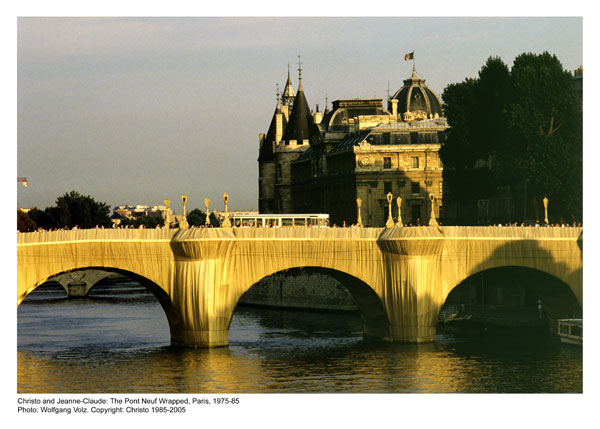 Christo and Jeanne-Claude: The Pont Neuf Wrapped, Paris, 1975-85
Photo: Wolfgang Volz. Copyright: Christo 1985-2005